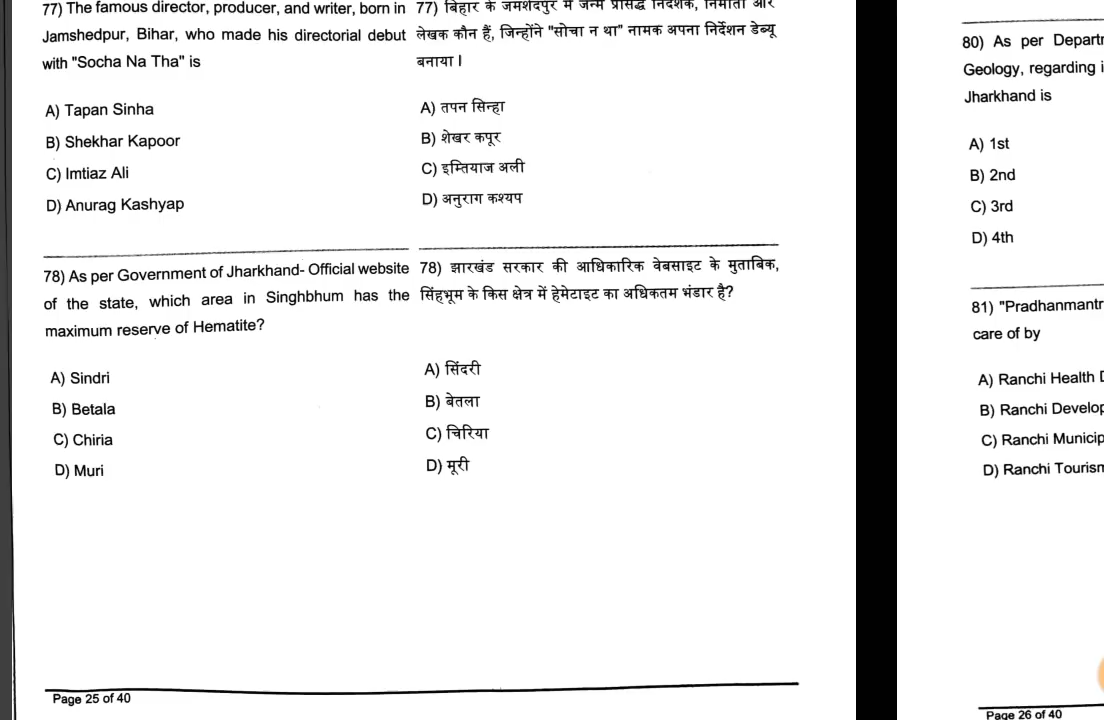 77) The famous director, producer, and writer, born in
Jamshedpur, Bihar, who made his directorial debut
with "Socha Na Tha" is
A) Tapan Sinha
B) Shekhar Kapoor
C) Imtiaz Ali
D) Anurag Kashyap
77) बिहार के जमशेदपुर में जन्मे प्रसिद्ध निर्देशक, निर्माता और
लेखक कौन हैं, जिन्होंने "सोचा न था" नामक अपना निर्देशन डेब्यू
बनाया।
A) तपन सिन्हा
B) शेखर कपूर
C) इम्तियाज अली
D) अनुराग कश्यप
78) As per Government of Jharkhand- Official website
of the state, which area in Singhbhum has the
maximum reserve of Hematite?
A) Sindri
B) Betala
C) Chiria
D) Muri
78) झारखंड सरकार की आधिकारिक वेबसाइट के मुताबिक,
सिंहभूम के किस क्षेत्र में हेमेटाइट का अधिकतम भंडार है?
A) सिंदरी
B) बेतला
C) चिरिया
D) मूरी
Page 25 of 40
80) As per Departr
Geology, regarding i
Jharkhand is
A) 1st
B) 2nd
C) 3rd
D) 4th
81) "Pradhanmantr
care of by
A) Ranchi Health
B) Ranchi Develop
C) Ranchi Municip
D) Ranchi Tourism
Page 26 of 40